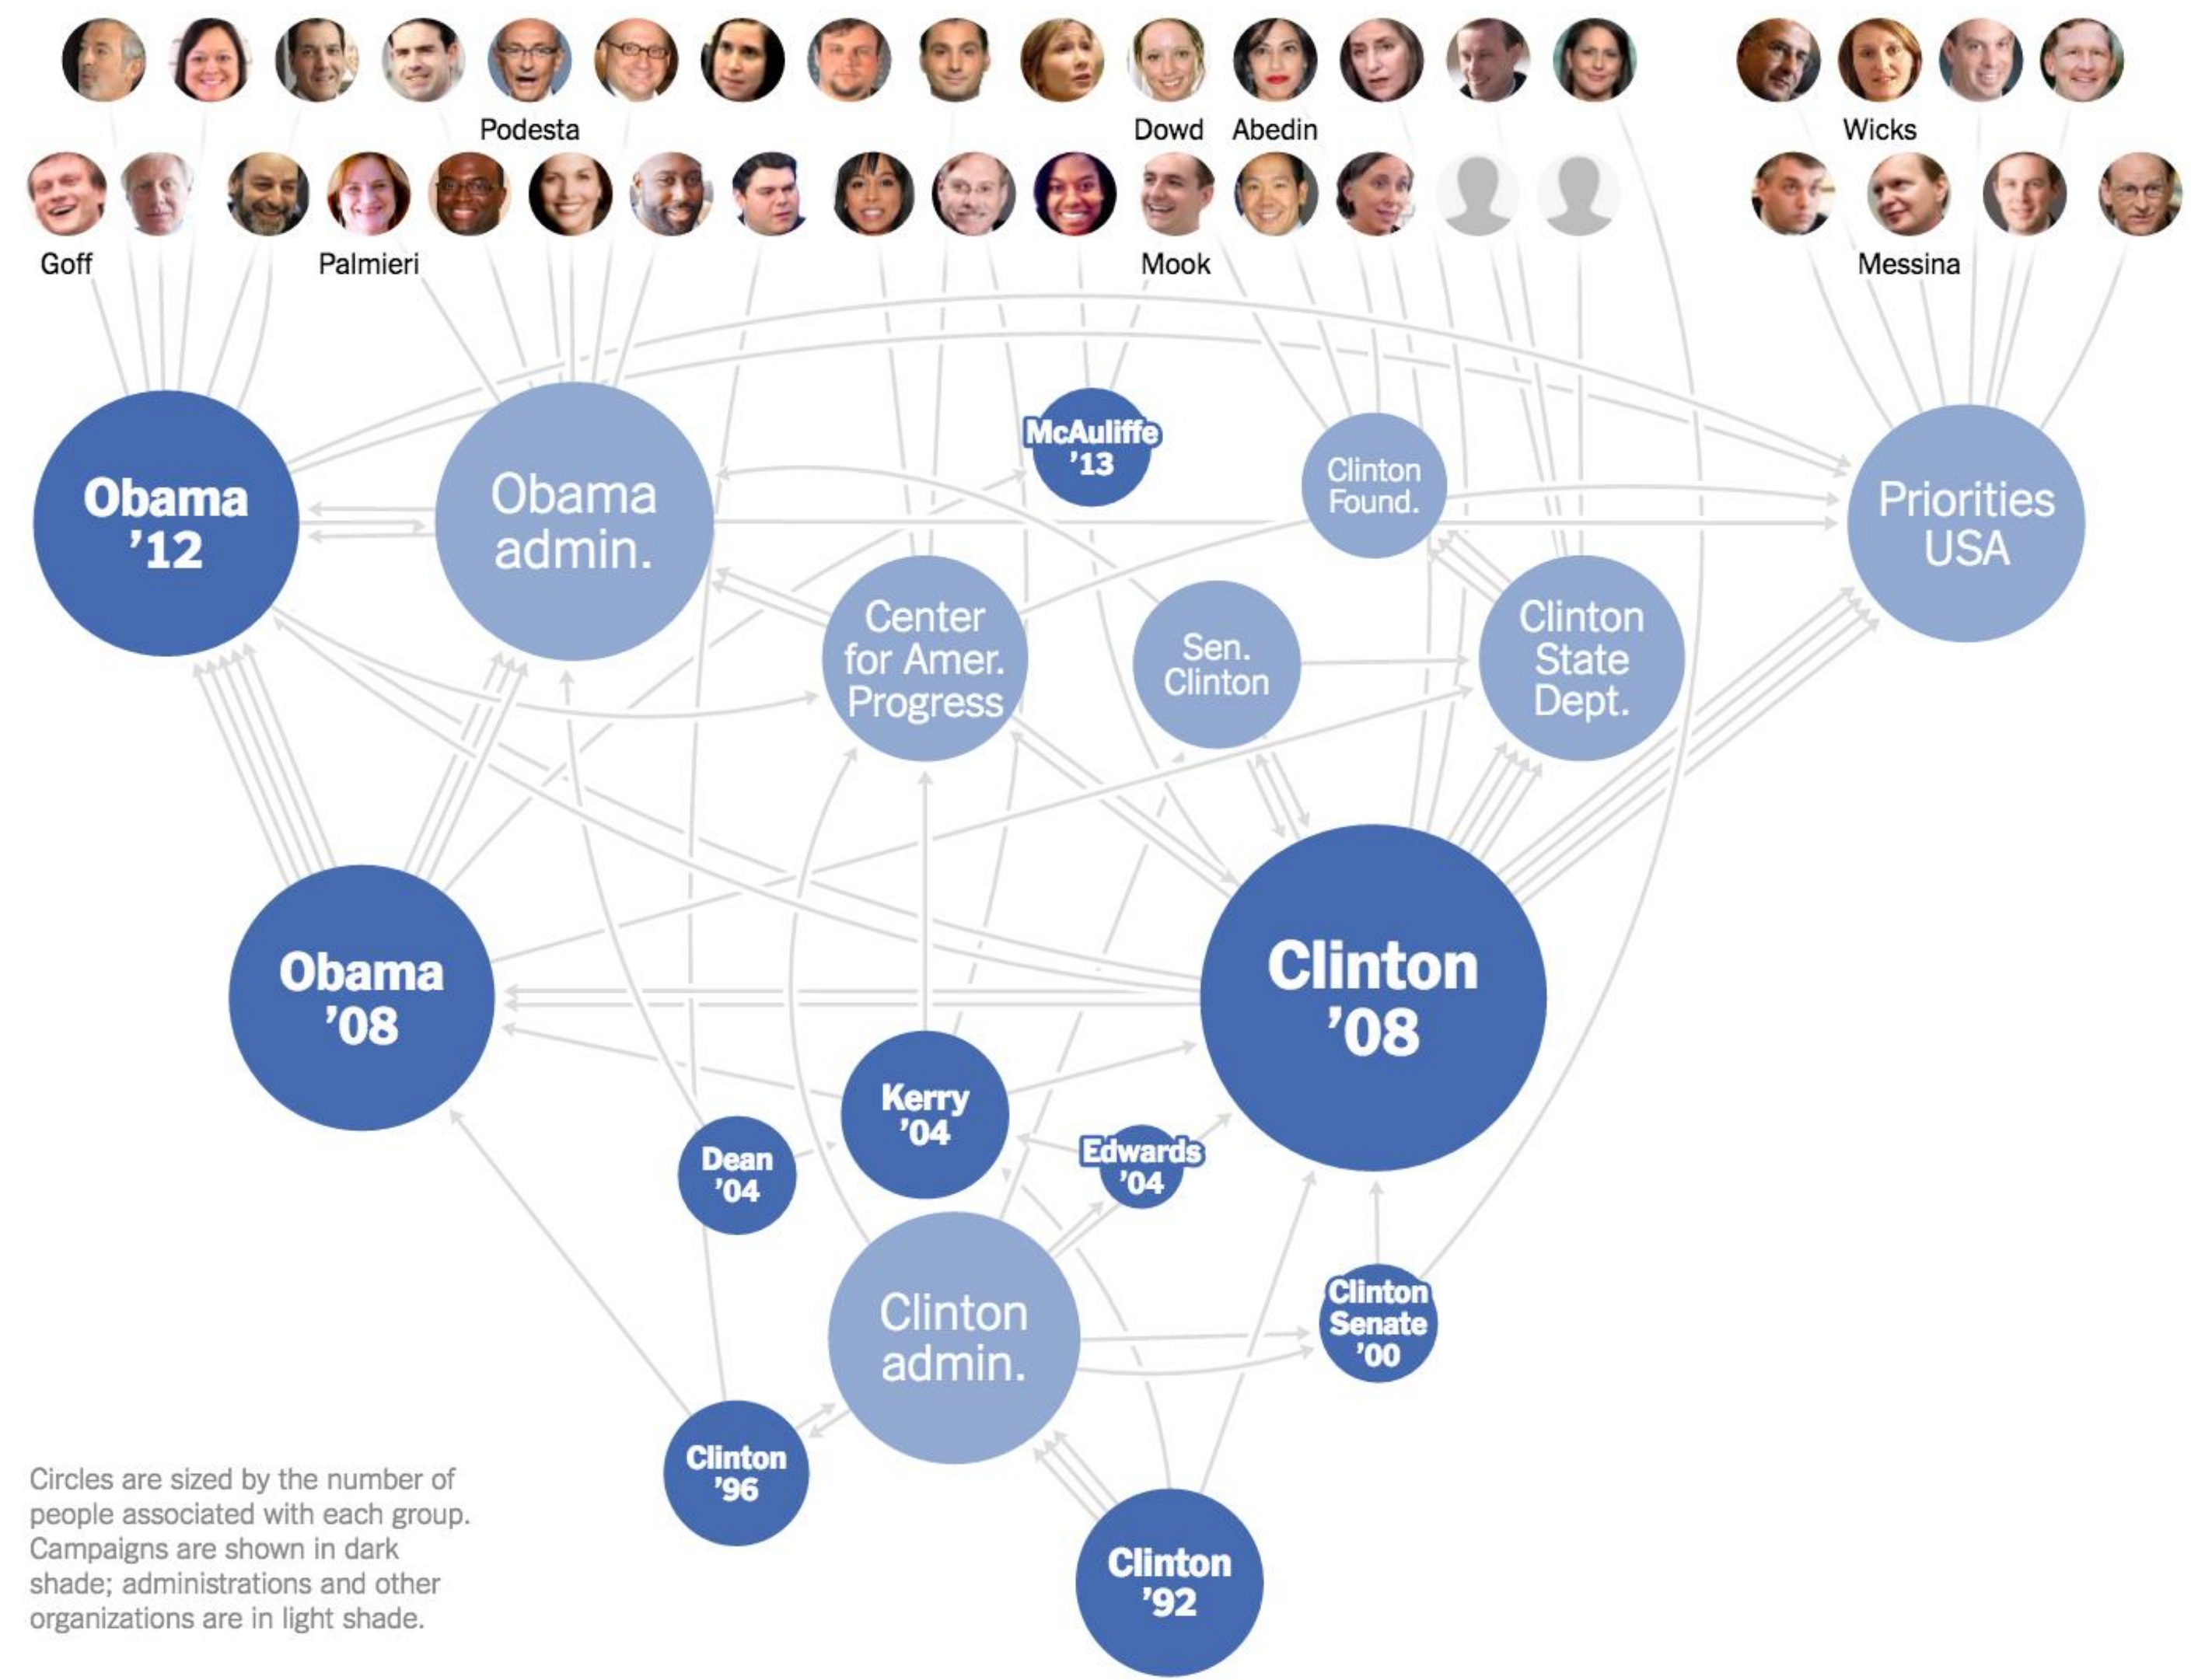 Podesta
Dowd
Abedin
Wicks
Goff
Palmieri
Mook
Messina
McAuliffe
’13
Obama
’12
Obama
admin.
Clinton
Found.
Priorities
USA
Center
for Amer.
Progress
Sen.
Clinton
Clinton
State
Dept.
Obama
’08
Clinton
’08
Kerry
’04
Dean
’04
Edwards
’04
Clinton
admin.
Clinton
Senate
’00
Clinton
’96
Clinton
’92
Circles are sized by the number of
people associated with each group.
Campaigns are shown in dark
shade; administrations and other
organizations are in light shade.